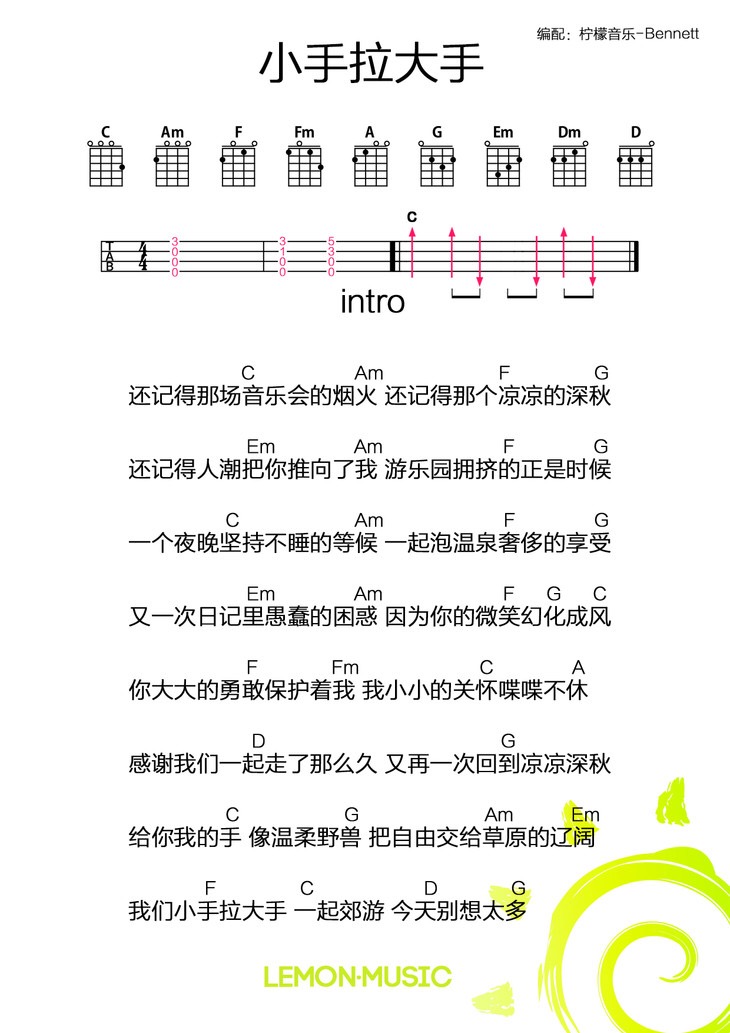 编配：柠檬音乐-Bennett
小手拉大手
C Am F Fm A G Em Dm D
C
T 4 3 3 5
A 4 0 1 3
B 0 0 0
0 0 0
intro
C Am F G
还记得那场音乐会的烟火 还记得那个凉凉的深秋
Em Am F G
还记得人潮把你推向了我 游乐园拥挤的正是时候
C Am F G
一个夜晚坚持不睡的等候 一起泡温泉奢侈的享受
Em Am F G C
又一次日记里愚蠢的困惑 因为你的微笑幻化成风
F Fm C A
你大大的勇敢保护着我 我小小的关怀喋喋不休
D G
感谢我们一起走了那么久 又再一次回到凉凉深秋
C G Am Em
给你我的手 像温柔野兽 把自由交给草原的辽阔
F C D G
我们小手拉大手 一起郊游 今天别想太多
LEMON·MUSIC